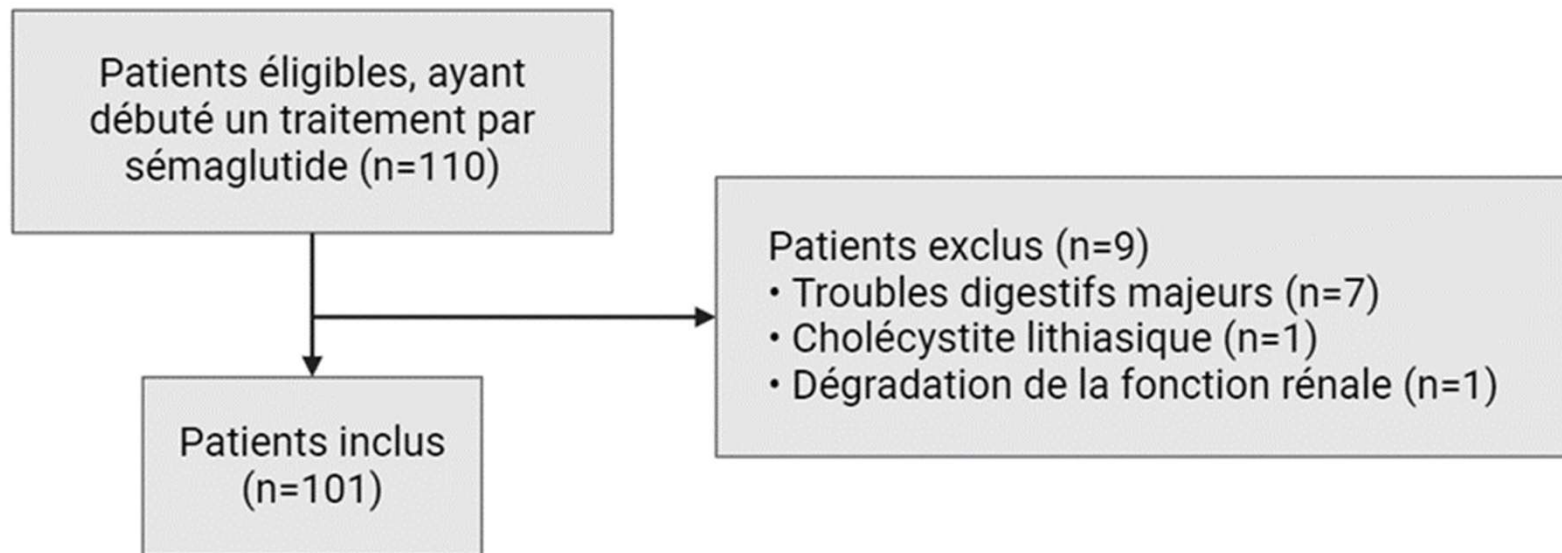 Patients éligibles, ayant
débuté un traitement par
sémaglutide (n=110)
Patients exclus (n=9)
• Troubles digestifs majeurs (n=7)
• Cholécystite lithiasique (n=1)
• Dégradation de la fonction rénale (n=1)
Patients inclus
(n=101)